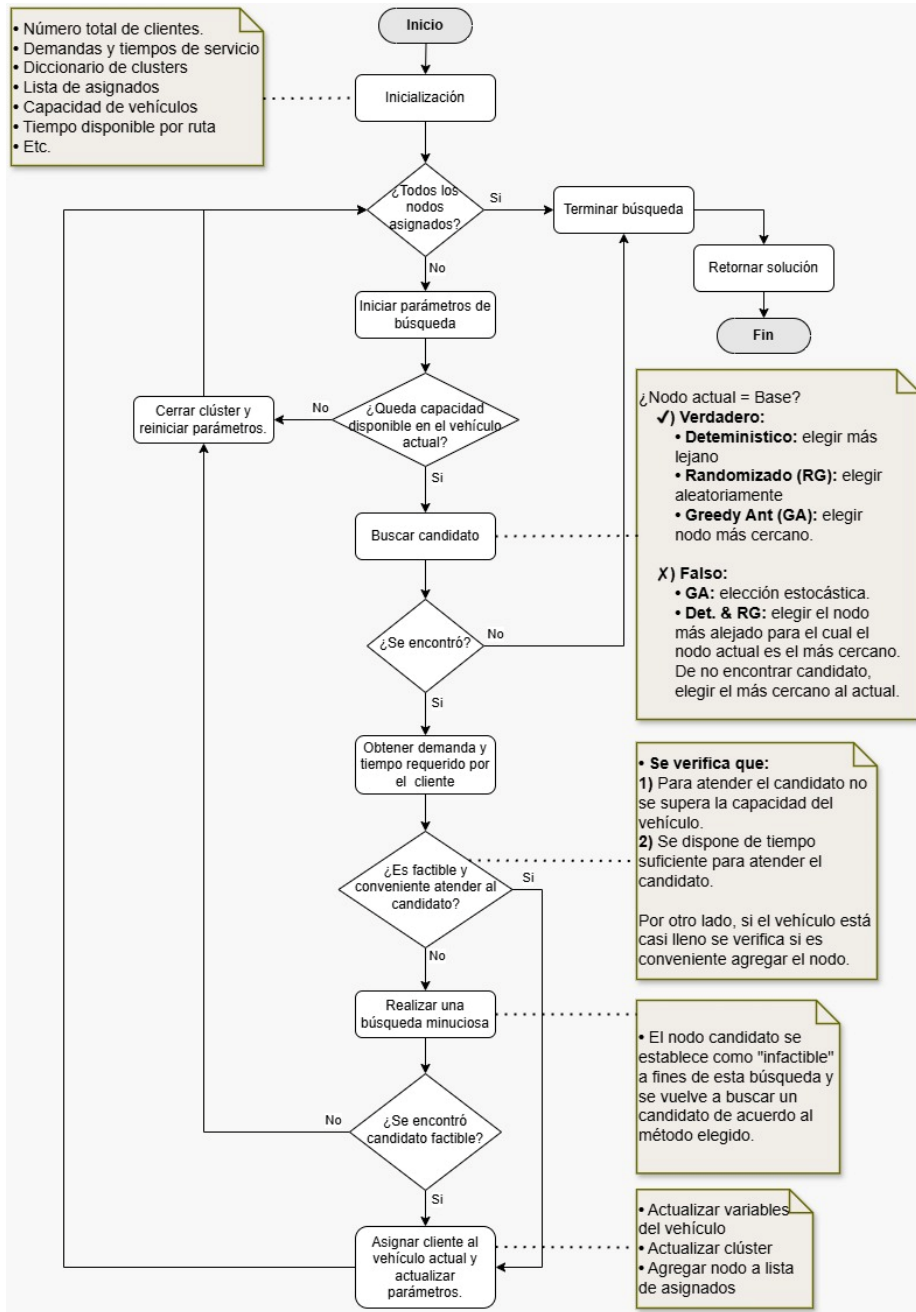 • Número total de clientes.
• Demandas y tiempos de servicio
• Diccionario de clusters
• Lista de asignados
• Capacidad de vehículos
• Tiempo disponible por ruta
• Etc.
Inicio
Inicialización
¿Todos los
nodos
asignados?
Si
Terminar búsqueda
Retornar solución
Fin
No
Iniciar parámetros de
búsqueda
¿Queda capacidad
disponible en el vehículo
actual?
No
Cerrar clúster y
reiniciar parámetros.
Si
Buscar candidato
¿Nodo actual = Base?
✓) Verdadero:
• Deteministico: elegir más
lejano
• Randomizado (RG): elegir
aleatoriamente
• Greedy Ant (GA): elegir
nodo más cercano.
✗) Falso:
• GA: elección estocástica.
• Det. & RG: elegir el nodo
más alejado para el cual el
nodo actual es el más cercano.
De no encontrar candidato,
elegir el más cercano al actual.
¿Se encontró?
No
Si
Obtener demanda y
tiempo requerido por
el cliente
¿Es factible y
conveniente atender al
candidato?
Si
• Se verifica que:
1) Para atender el candidato no
se supera la capacidad del
vehículo.
2) Se dispone de tiempo
suficiente para atender el
candidato.
Por otro lado, si el vehículo está
casi lleno se verifica si es
conveniente agregar el nodo.
No
Realizar una
búsqueda minuciosa
• El nodo candidato se
establece como "infactible"
a fines de esta búsqueda y
se vuelve a buscar un
candidato de acuerdo al
método elegido.
¿Se encontró
candidato factible?
No
Si
Asignar cliente al
vehículo actual y
actualizar
parámetros.
• Actualizar variables
del vehículo
• Actualizar clúster
• Agregar nodo a lista
de asignados